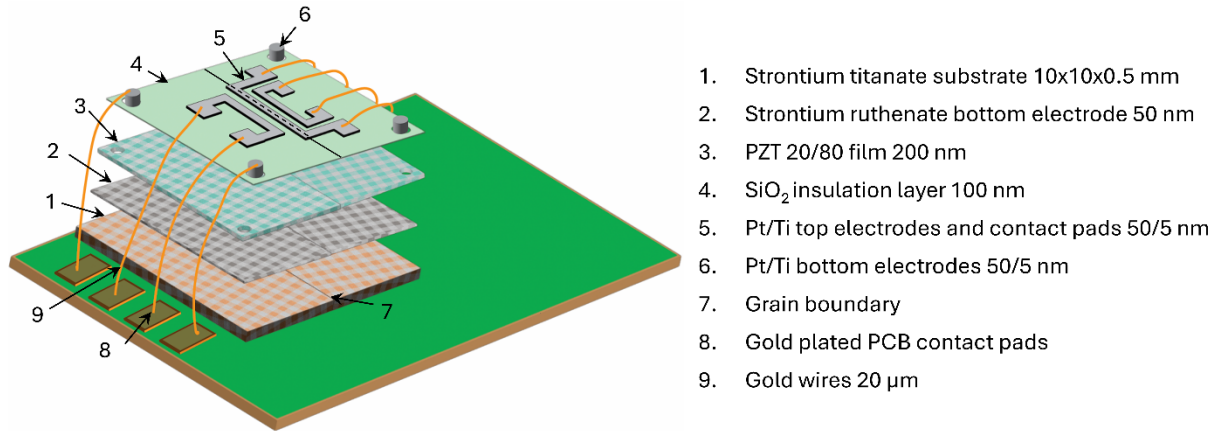 6
5
4
3
2
1
9
8
7
1. Strontium titanate substrate 10x10x0.5 mm
2. Strontium ruthenate bottom electrode 50 nm
3. PZT 20/80 film 200 nm
4. SiO₂ insulation layer 100 nm
5. Pt/Ti top electrodes and contact pads 50/5 nm
6. Pt/Ti bottom electrodes 50/5 nm
7. Grain boundary
8. Gold plated PCB contact pads
9. Gold wires 20 µm